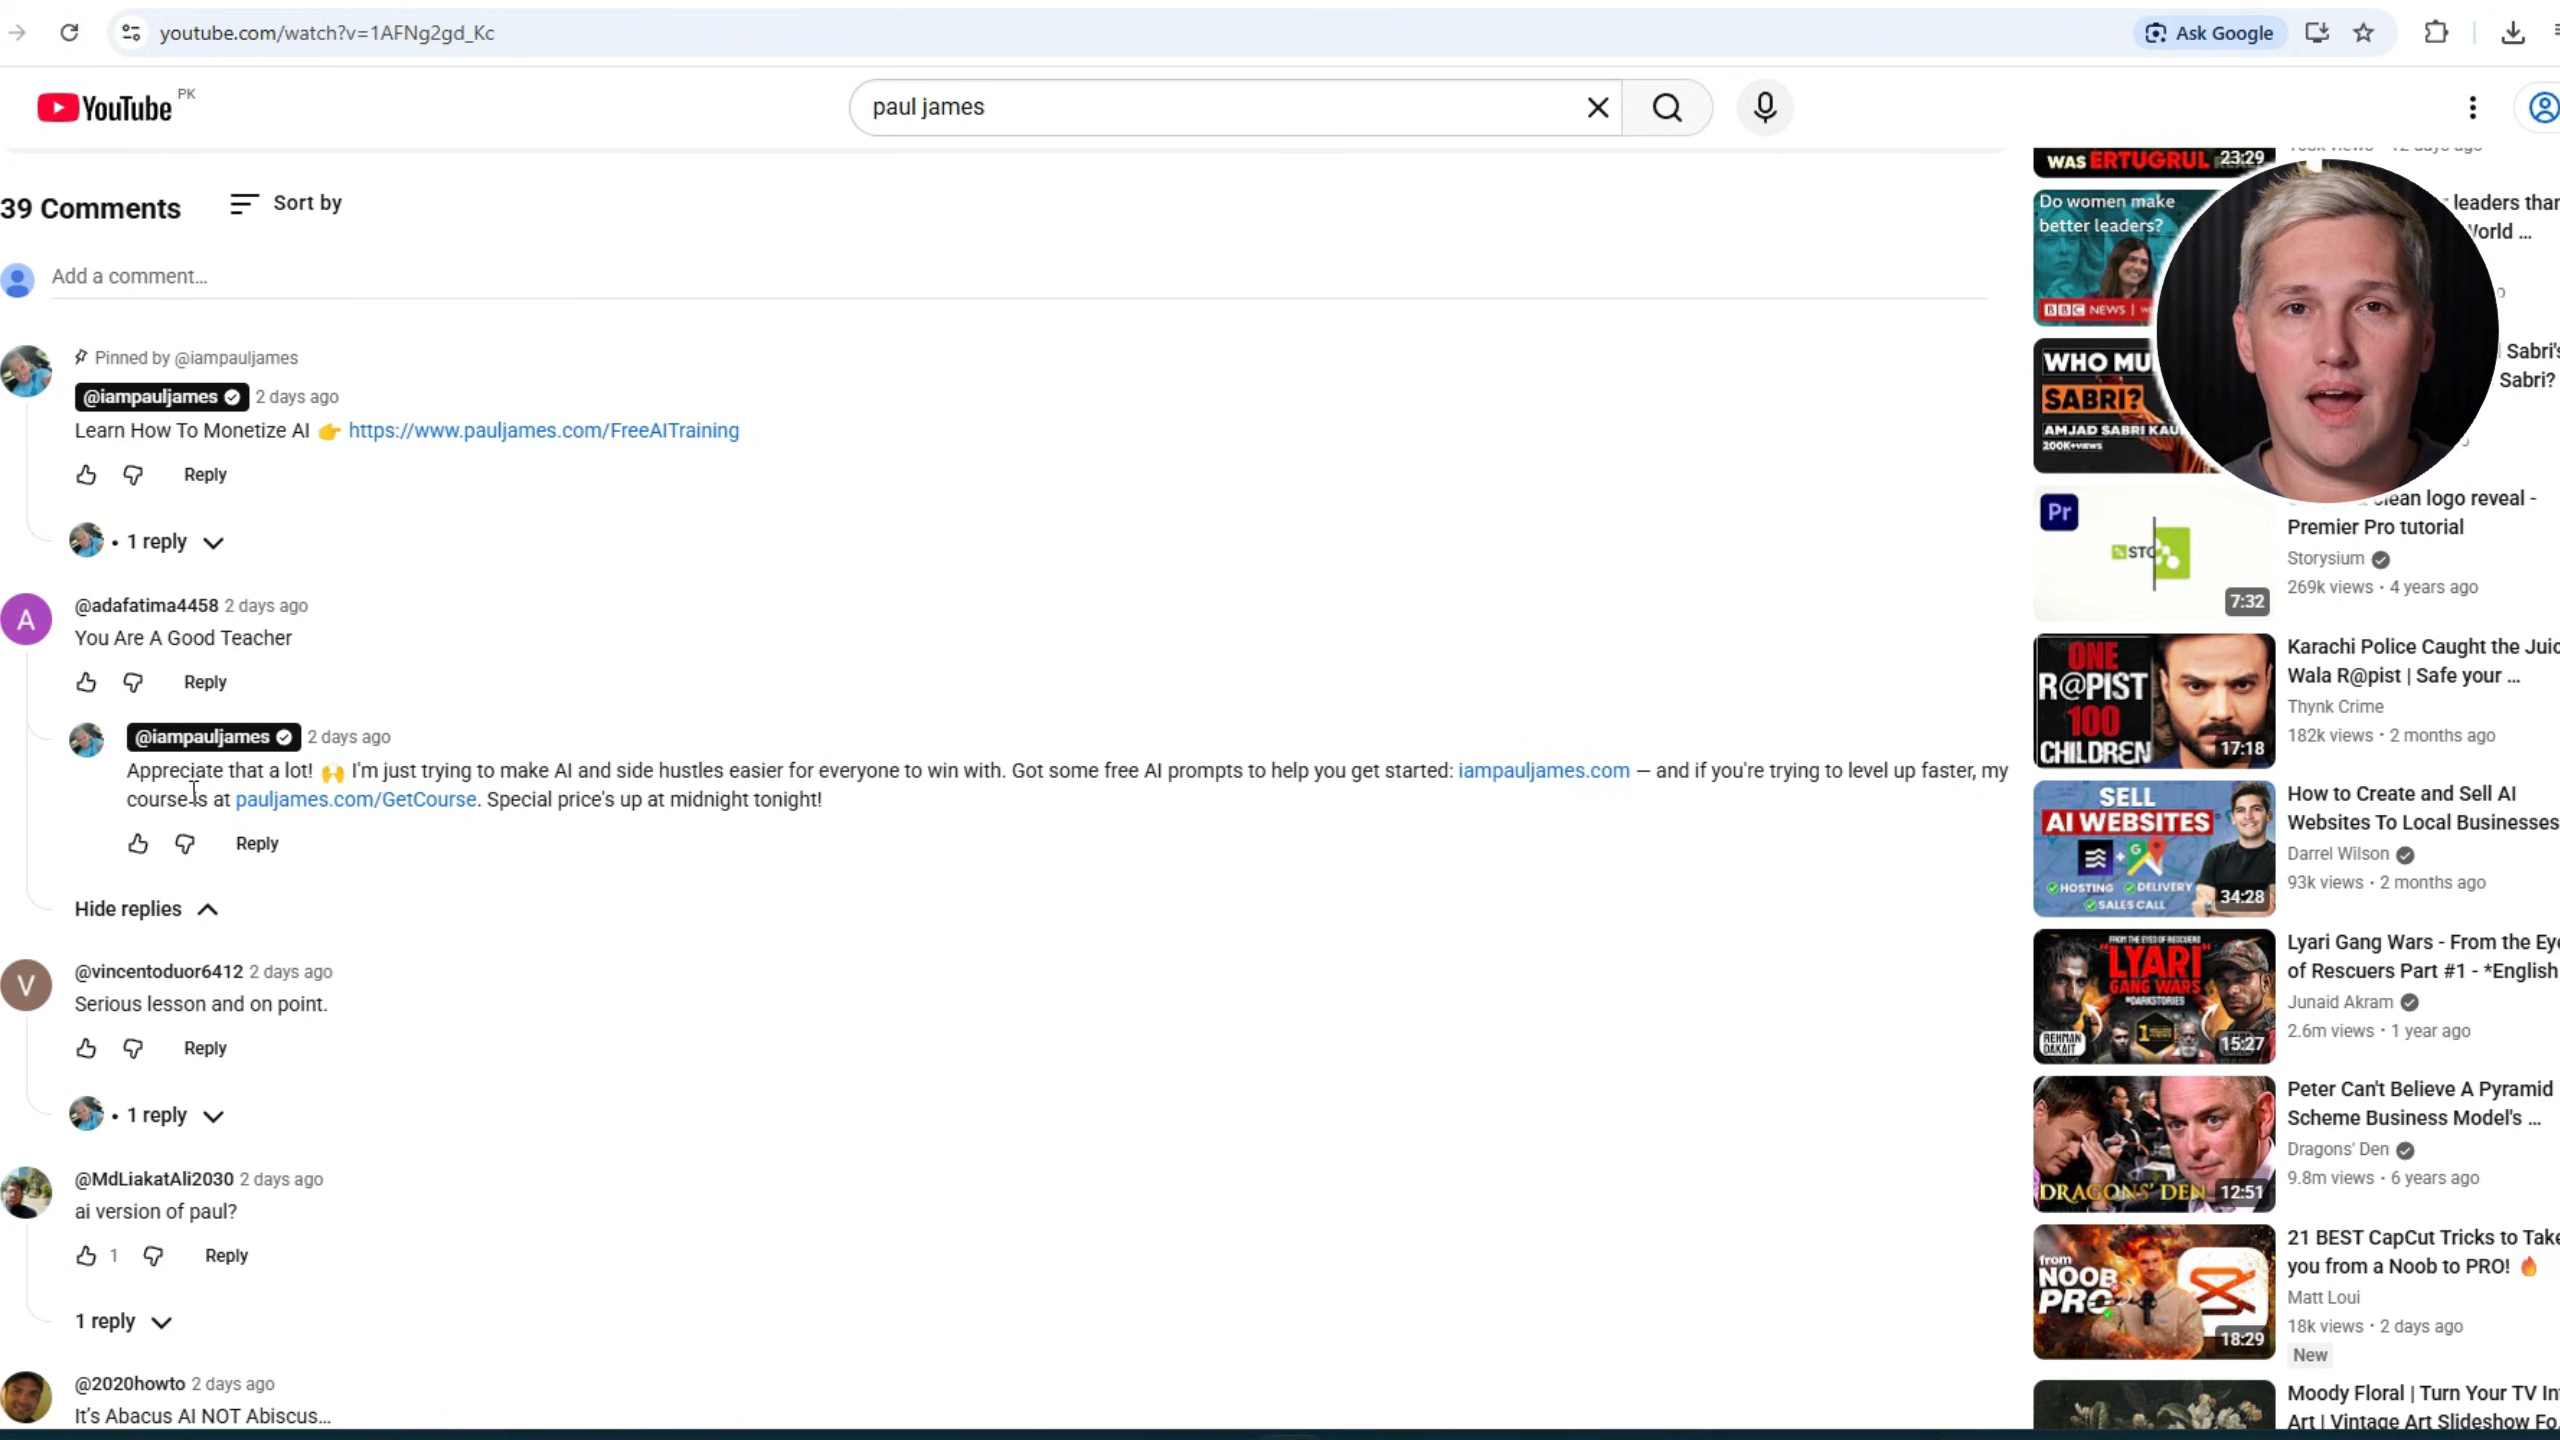 youtube.com/watch?v=1AFNg2gd_Kc
Ask Google
YouTube PK
paul james
39 Comments
Sort by
Add a comment...
Pinned by @iampauljames
@iampauljames 2 days ago
Learn How To Monetize AI 👉 https://www.pauljames.com/FreeAITraining
Reply
• 1 reply
A
@adafatima4458 2 days ago
You Are A Good Teacher
Reply
@iampauljames 2 days ago
Appreciate that a lot! 🙌 I'm just trying to make AI and side hustles easier for everyone to win with. Got some free AI prompts to help you get started: iampauljames.com — and if you're trying to level up faster, my
course is at pauljames.com/GetCourse. Special price's up at midnight tonight!
Reply
Hide replies
V
@vincentoduor6412 2 days ago
Serious lesson and on point.
Reply
• 1 reply
@MdLiakatAli2030 2 days ago
ai version of paul?
1
Reply
1 reply
@2020howto 2 days ago
It's Abacus AI NOT Abiscus...
WAS ERTUGRUL
23:29
Do women make
better leaders?
BBC NEWS
leaders than
World ...
WHO
SABRI?
AMJAD SABRI
200K+VIEWS
Sabri's
Sabri?
Pr
7:32
clean logo reveal -
Premier Pro tutorial
Storysium
269k views • 4 years ago
ONE
R@PIST
100
CHILDREN
17:18
Karachi Police Caught the
Wala R@pist | Safe your ...
Thynk Crime
182k views • 2 months ago
SELL
AI WEBSITES
G
HOSTING
DELIVERY
SALES CALL
34:28
How to Create and Sell AI
Websites To Local Businesses
Darrel Wilson
93k views • 2 months ago
FROM THE EYES OF RESCUERS
"LYARI"
GANG WARS
*DARKSTORIES
REHMAN
DAKAIT
15:27
Lyari Gang Wars - From the
of Rescuers Part #1 - *English
Junaid Akram
2.6m views • 1 year ago
DRAGONS' DEN
12:51
Peter Can't Believe A Pyramid
Scheme Business Model's ...
Dragons' Den
9.8m views • 6 years ago
from
NOOB
PRO
18:29
21 BEST CapCut Tricks to Take
you from a Noob to PRO! 🔥
Matt Loui
18k views • 2 days ago
New
Moody Floral | Turn Your TV
Art | Vintage Art Slideshow